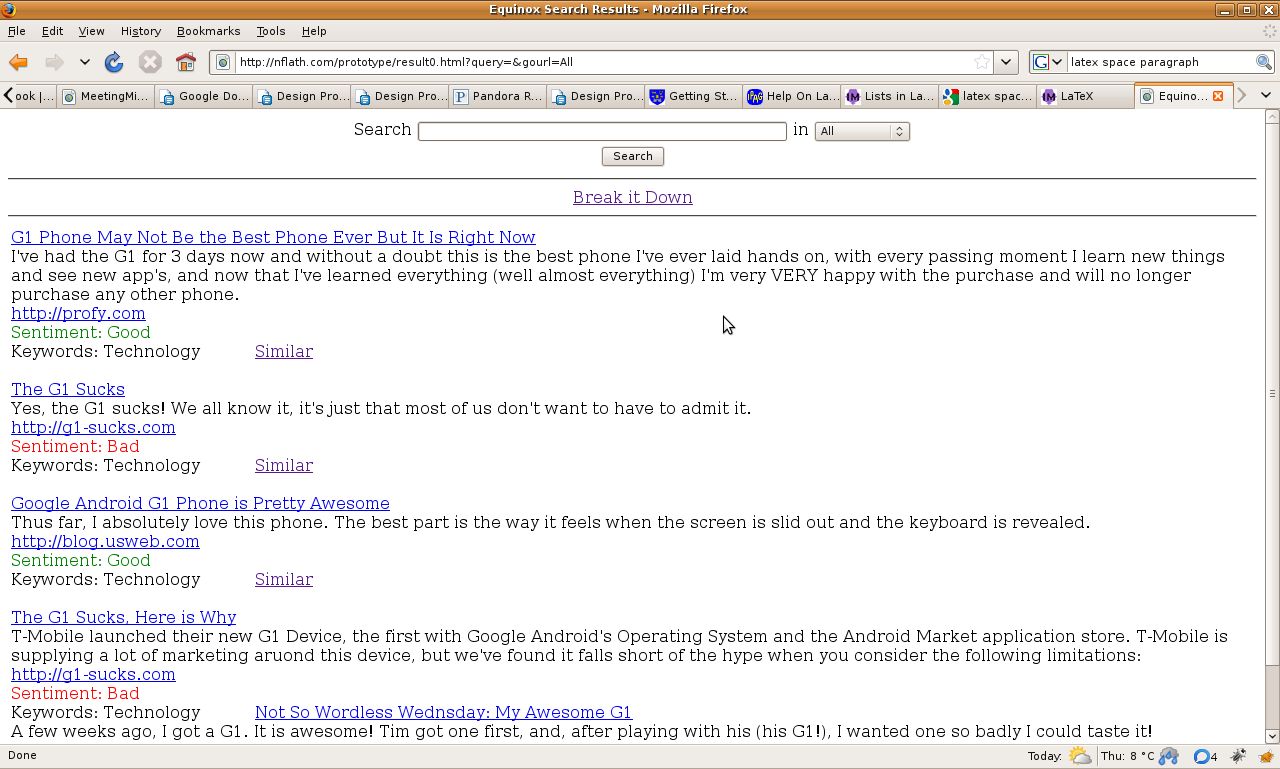 Equinox Search Results - Mozilla Firefox
File Edit View History Bookmarks Tools Help
http://nflath.com/prototype/result0.html?query=&gourl=All
latex space paragraph
ook |... MeetingMi... Google Do... Design Pro... Design Pro... Pandora R... Design Pro... Getting St... Help On La... Lists in La... latex spac... LaTeX Equino...
Search in All
Search
Break it Down
G1 Phone May Not Be the Best Phone Ever But It Is Right Now
I've had the G1 for 3 days now and without a doubt this is the best phone I've ever laid hands on, with every passing moment I learn new things
and see new app's, and now that I've learned everything (well almost everything) I'm very VERY happy with the purchase and will no longer
purchase any other phone.
http://profy.com
Sentiment: Good
Keywords: Technology Similar
The G1 Sucks
Yes, the G1 sucks! We all know it, it's just that most of us don't want to have to admit it.
http://g1-sucks.com
Sentiment: Bad
Keywords: Technology Similar
Google Android G1 Phone is Pretty Awesome
Thus far, I absolutely love this phone. The best part is the way it feels when the screen is slid out and the keyboard is revealed.
http://blog.usweb.com
Sentiment: Good
Keywords: Technology Similar
The G1 Sucks, Here is Why
T-Mobile launched their new G1 Device, the first with Google Android's Operating System and the Android Market application store. T-Mobile is
supplying a lot of marketing aruond this device, but we've found it falls short of the hype when you consider the following limitations:
http://g1-sucks.com
Sentiment: Bad
Keywords: Technology Not So Wordless Wednsday: My Awesome G1
A few weeks ago, I got a G1. It is awesome! Tim got one first, and, after playing with his (his G1!), I wanted one so badly I could taste it!
Done Today: Thu: 8 °C 4